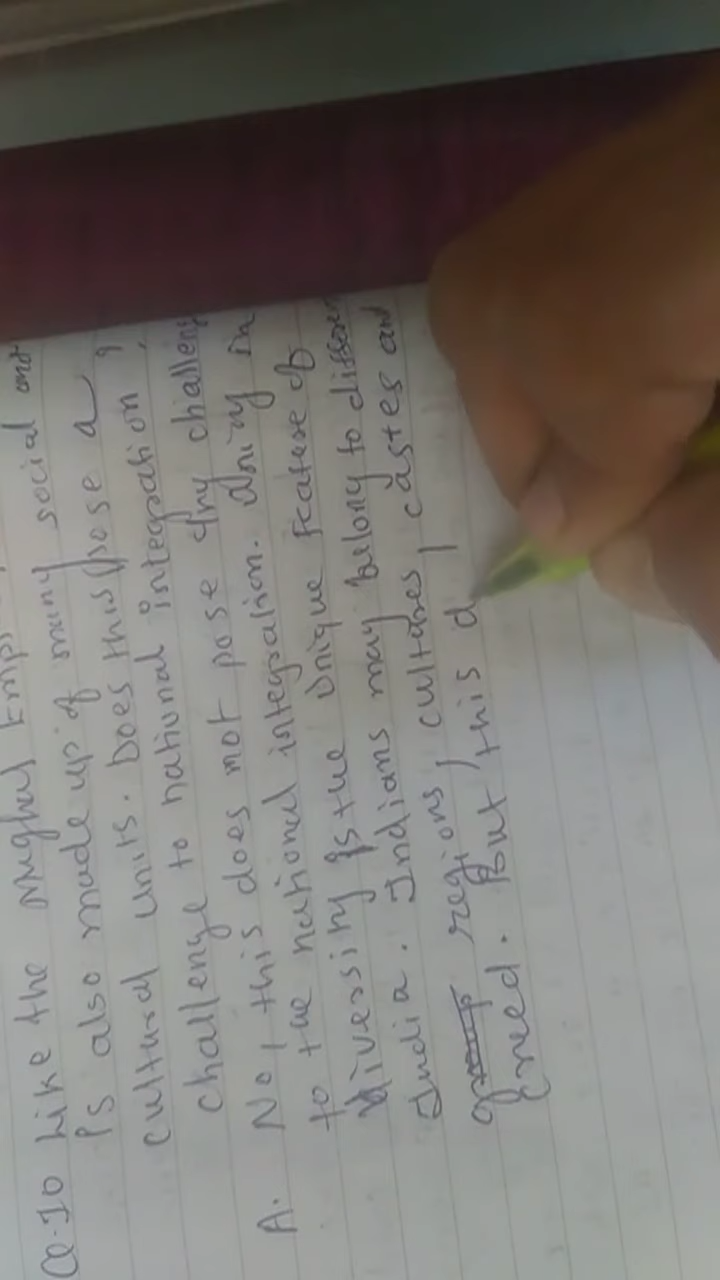 Q-10 Like the mughal Emp
is also made up of many social and
cultural units. Does this pose a
challenge to national integration ?
A. No, this does not pose any challeng
to the national integration. Unity in
diversity is the unique feature of
India. Indians may belong to differen
regions, cultures, castes and
creed. But this d